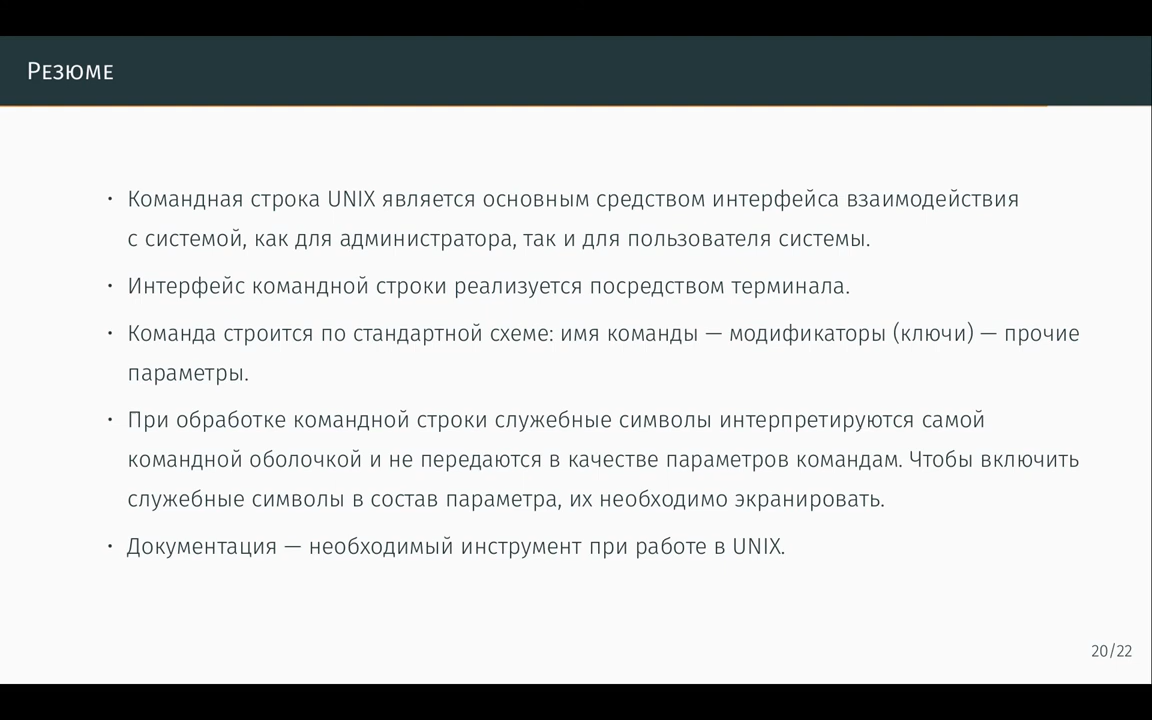 Резюме
• Командная строка UNIX является основным средством интерфейса взаимодействия
с системой, как для администратора, так и для пользователя системы.
• Интерфейс командной строки реализуется посредством терминала.
• Команда строится по стандартной схеме: имя команды — модификаторы (ключи) — прочие
параметры.
• При обработке командной строки служебные символы интерпретируются самой
командной оболочкой и не передаются в качестве параметров командам. Чтобы включить
служебные символы в состав параметра, их необходимо экранировать.
• Документация — необходимый инструмент при работе в UNIX.
20/22